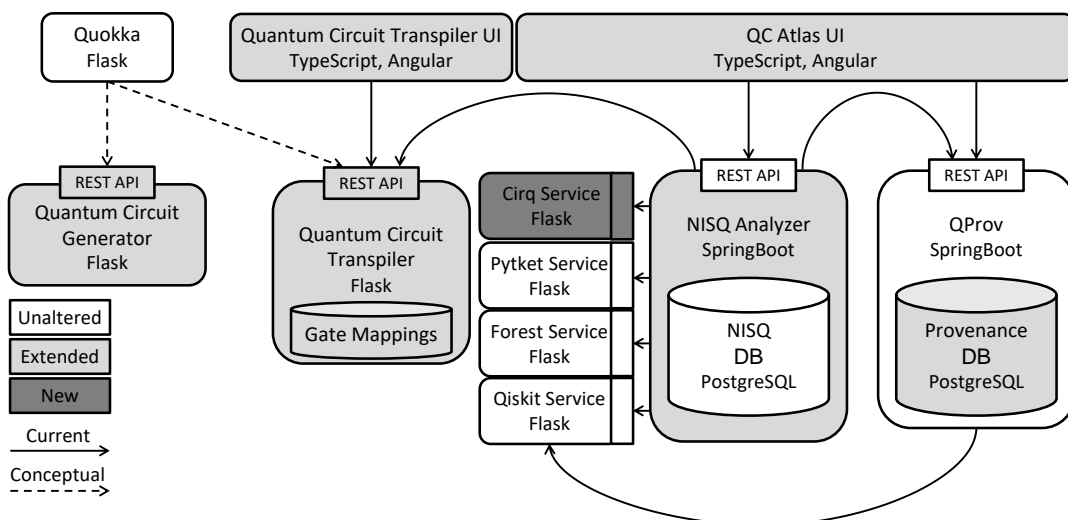 Quokka
Flask
Quantum Circuit Transpiler UI
TypeScript, Angular
QC Atlas UI
TypeScript, Angular
REST API
Quantum Circuit
Generator
Flask
REST API
Quantum Circuit
Transpiler
Flask
Gate Mappings
Cirq Service
Flask
Pytket Service
Flask
Forest Service
Flask
Qiskit Service
Flask
REST API
NISQ Analyzer
SpringBoot
NISQ
DB
PostgreSQL
REST API
QProv
SpringBoot
Provenance
DB
PostgreSQL
Unaltered
Extended
New
Current
Conceptual